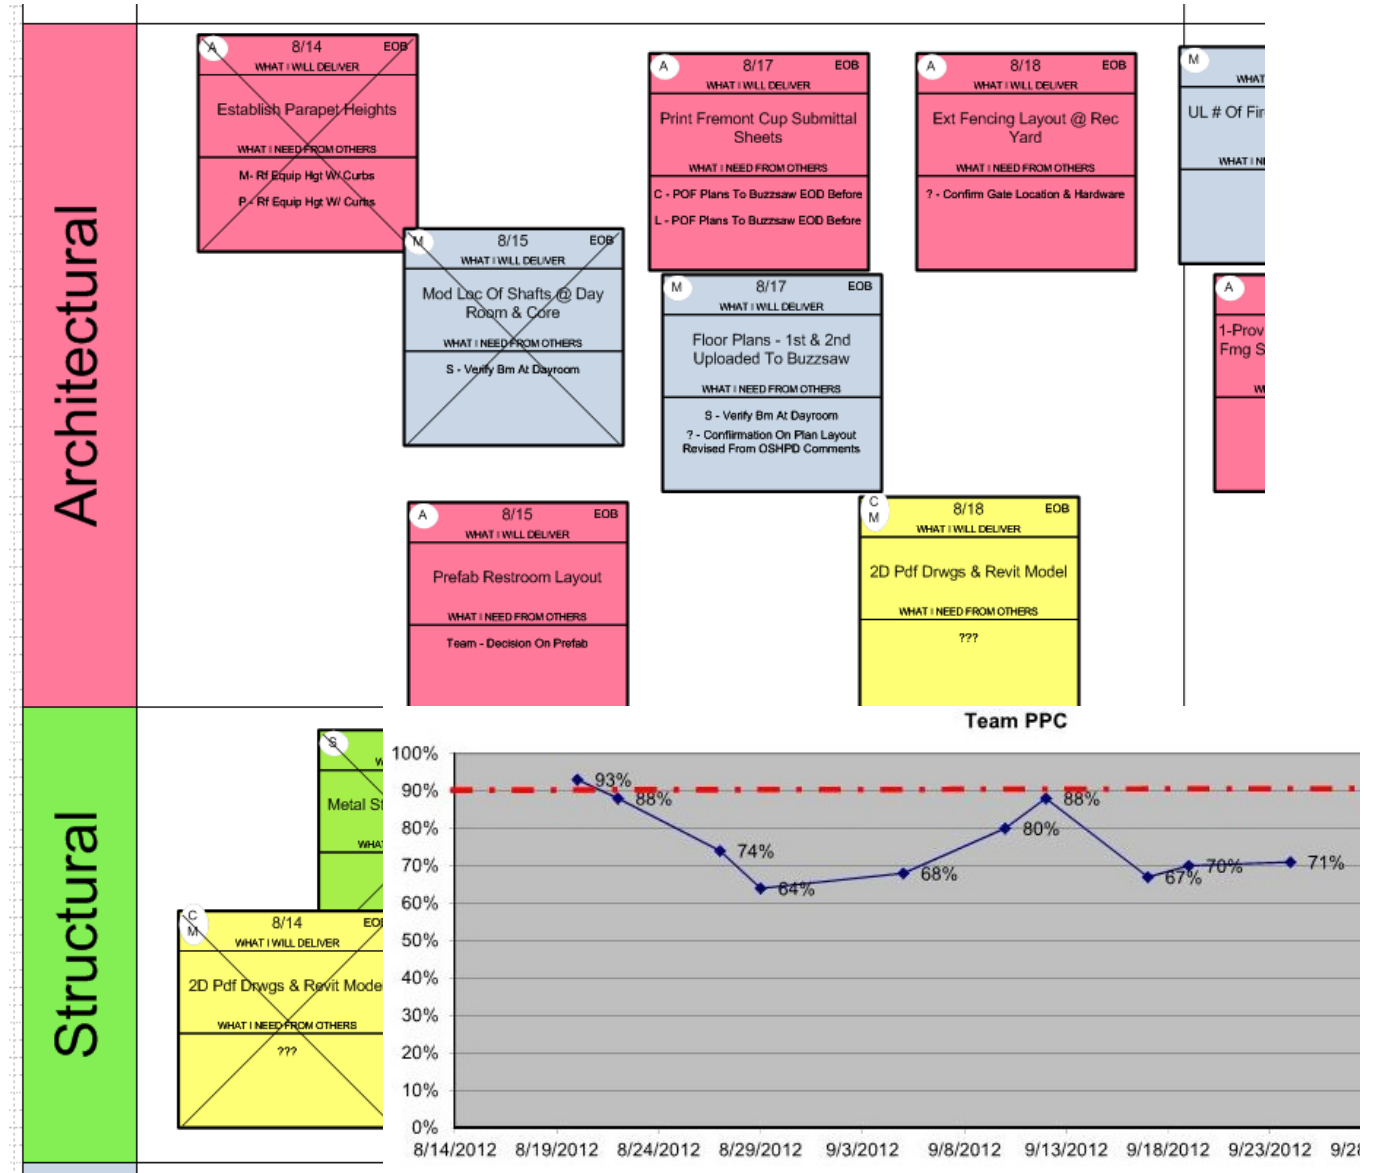 Architectural
A 8/14 EOB
WHAT I WILL DELIVER
Establish Parapet Heights
WHAT I NEED FROM OTHERS
M- Rf Equip Hgt W/ Curbs
P - Rf Equip Hgt W/ Curbs
M 8/15 EOB
WHAT I WILL DELIVER
Mod Loc Of Shafts @ Day
Room & Core
WHAT I NEED FROM OTHERS
S - Verify Bm At Dayroom
A 8/15 EOB
WHAT I WILL DELIVER
Prefab Restroom Layout
WHAT I NEED FROM OTHERS
Team - Decision On Prefab
A 8/17 EOB
WHAT I WILL DELIVER
Print Fremont Cup Submittal
Sheets
WHAT I NEED FROM OTHERS
C - POF Plans To Buzzsaw EOD Before
L - POF Plans To Buzzsaw EOD Before
M 8/17 EOB
WHAT I WILL DELIVER
Floor Plans - 1st & 2nd
Uploaded To Buzzsaw
WHAT I NEED FROM OTHERS
S - Verify Bm At Dayroom
? - Confiirmation On Plan Layout
Revised From OSHPD Comments
A 8/18 EOB
WHAT I WILL DELIVER
Ext Fencing Layout @ Rec
Yard
WHAT I NEED FROM OTHERS
? - Confirm Gate Location & Hardware
C
M 8/18 EOB
WHAT I WILL DELIVER
2D Pdf Drwgs & Revit Model
WHAT I NEED FROM OTHERS
???
M
WHAT
UL # Of Fir
WHAT I NE
A
1-Prov
Fmg S
W
Structural
S
W
Metal St
WHA
C
M 8/14 EO
WHAT I WILL DELIVER
2D Pdf Drwgs & Revit Mode
WHAT I NEED FROM OTHERS
???
Team PPC
100%
90%
80%
70%
60%
50%
40%
30%
20%
10%
0%
93%
88%
74%
64%
68%
80%
88%
67%
70%
71%
8/14/2012 8/19/2012 8/24/2012 8/29/2012 9/3/2012 9/8/2012 9/13/2012 9/18/2012 9/23/2012 9/28